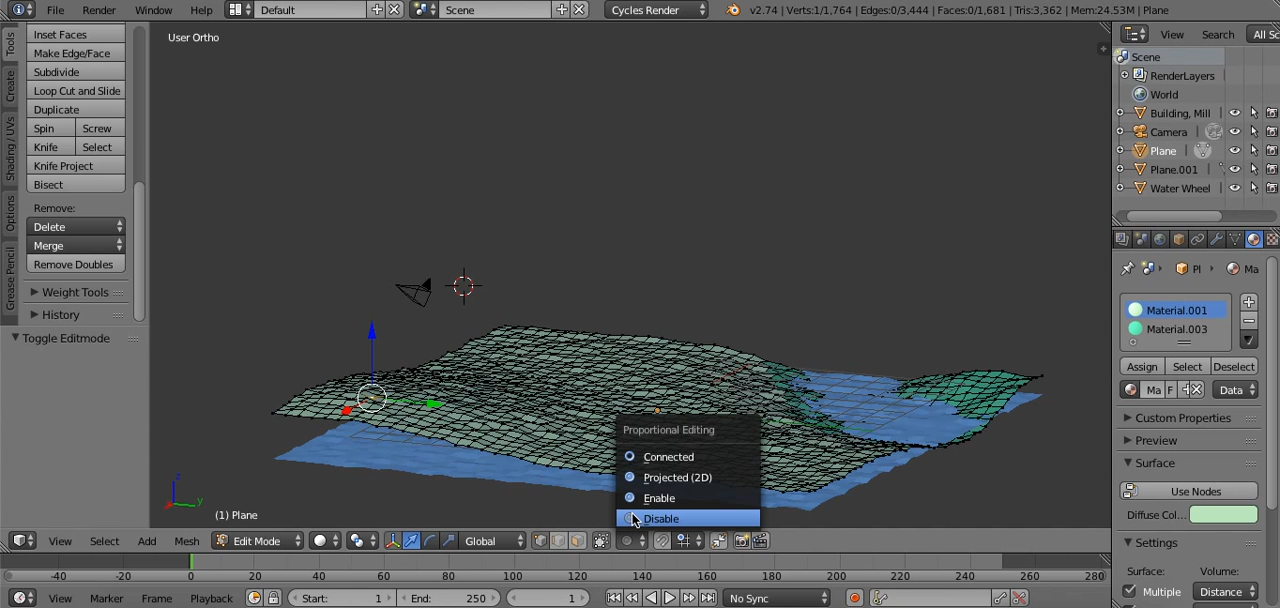 File Render Window Help Default Scene Cycles Render v2.74 | Verts:1/1,764 | Edges:0/3,444 | Faces:0/1,681 | Tris:3,362 | Mem:24.53M | Plane
Tools
Create
Shading / UVs
Options
Grease Pencil
Inset Faces
Make Edge/Face
Subdivide
Loop Cut and Slide
Duplicate
Spin Screw
Knife Select
Knife Project
Bisect
Remove:
Delete
Merge
Remove Doubles
Weight Tools
History
Toggle Editmode
User Ortho
z
y
(1) Plane
Proportional Editing
Connected
Projected (2D)
Enable
Disable
View Select Add Mesh Edit Mode Global
-40 -20 0 20 40 60 80 100 120 140 160 180 200 220 240 260 280
View Marker Frame Playback Start: 1 End: 250 1 No Sync
View Search All Sc
Scene
RenderLayers
World
Building, Mill
Camera
Plane
Plane.001
Water Wheel
Pl Ma
Material.001
Material.003
Assign Select Deselect
Ma F Data
Custom Properties
Preview
Surface
Use Nodes
Diffuse Col...
Settings
Surface: Volume:
Multiple Distance